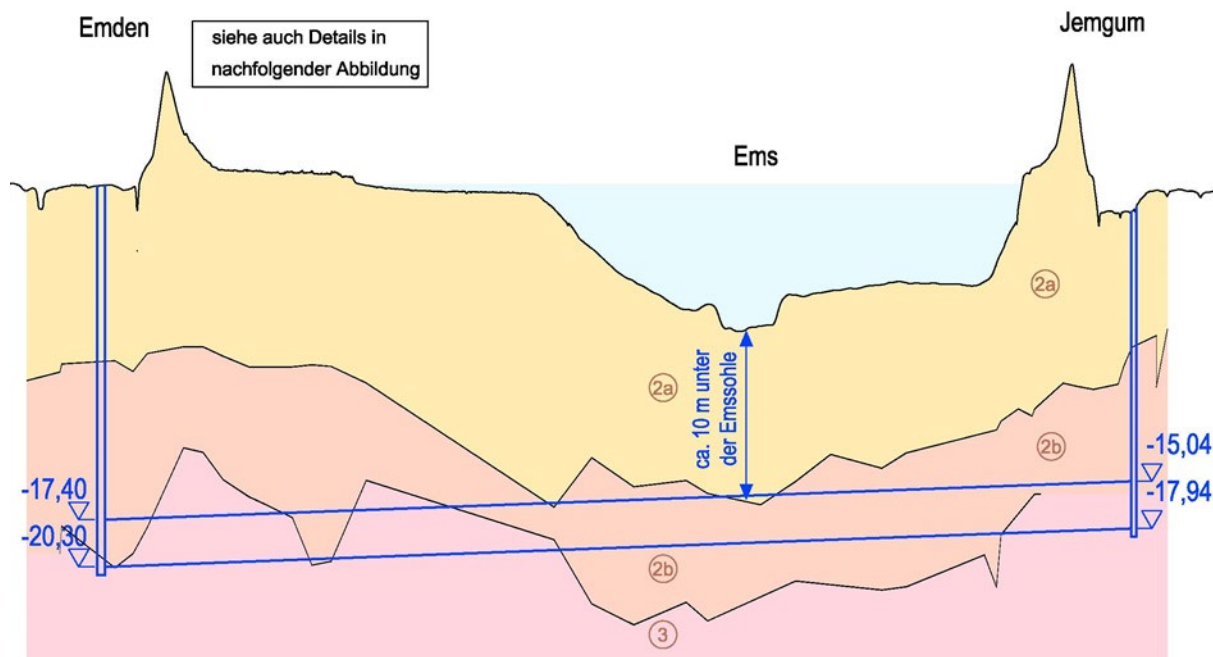 Emden
siehe auch Details in
nachfolgender Abbildung
Jemgum
Ems
2a
2a
ca. 10 m unter
der Emssohle
2b
-15,04
-17,94
-17,40
-20,30
2b
3